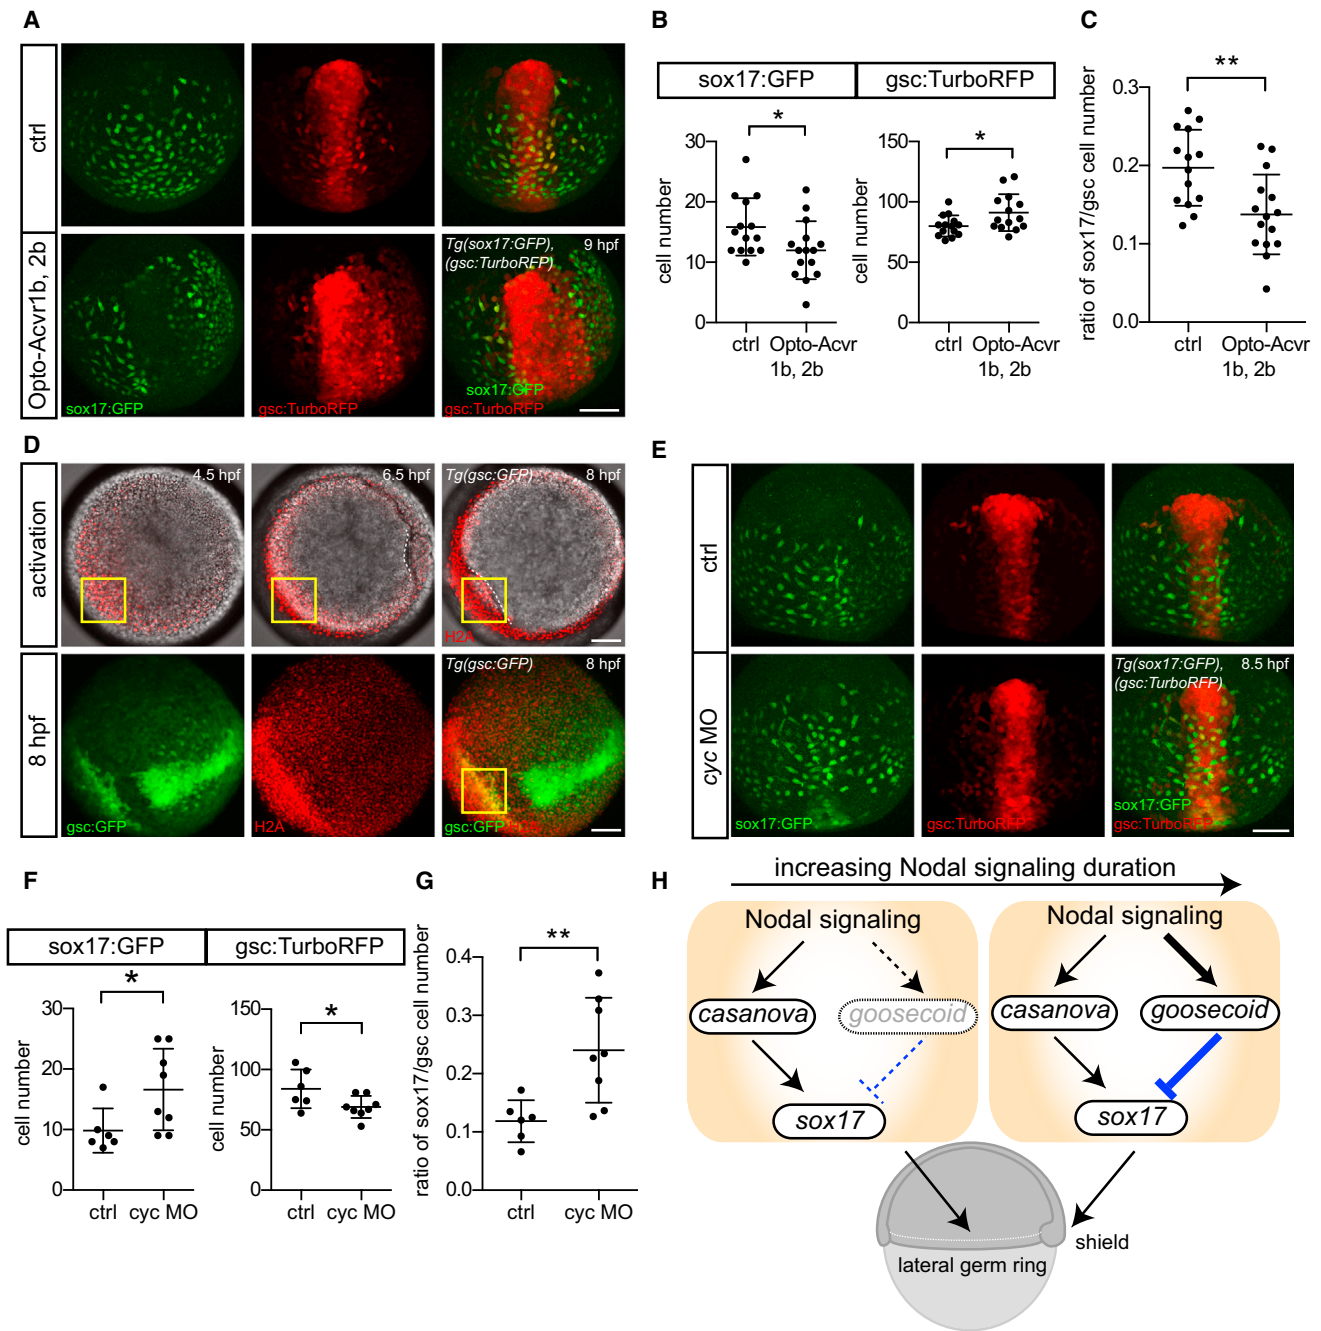 A
ctrl
Opto-Acvr1b, 2b
Tg(sox17:GFP),
(gsc:TurboRFP)
9 hpf
sox17:GFP
gsc:TurboRFP
sox17:GFP
gsc:TurboRFP
B
sox17:GFP
gsc:TurboRFP
cell number
30
20
10
0
*
ctrl
Opto-Acvr
1b, 2b
cell number
150
100
50
0
*
ctrl
Opto-Acvr
1b, 2b
C
ratio of sox17/gsc cell number
0.3
0.2
0.1
0.0
**
ctrl
Opto-Acvr
1b, 2b
D
activation
4.5 hpf
6.5 hpf
Tg(gsc:GFP)
8 hpf
H2A
8 hpf
gsc:GFP
H2A
Tg(gsc:GFP)
8 hpf
gsc:GFP
E
ctrl
cyc MO
Tg(sox17:GFP),
(gsc:TurboRFP)
8.5 hpf
sox17:GFP
gsc:TurboRFP
sox17:GFP
gsc:TurboRFP
F
sox17:GFP
gsc:TurboRFP
cell number
30
20
10
0
*
ctrl
cyc MO
cell number
150
100
50
0
*
ctrl
cyc MO
G
ratio of sox17/gsc cell number
0.4
0.3
0.2
0.1
0.0
**
ctrl
cyc MO
H
increasing Nodal signaling duration
Nodal signaling
casanova
goosecoid
sox17
Nodal signaling
casanova
goosecoid
sox17
lateral germ ring
shield